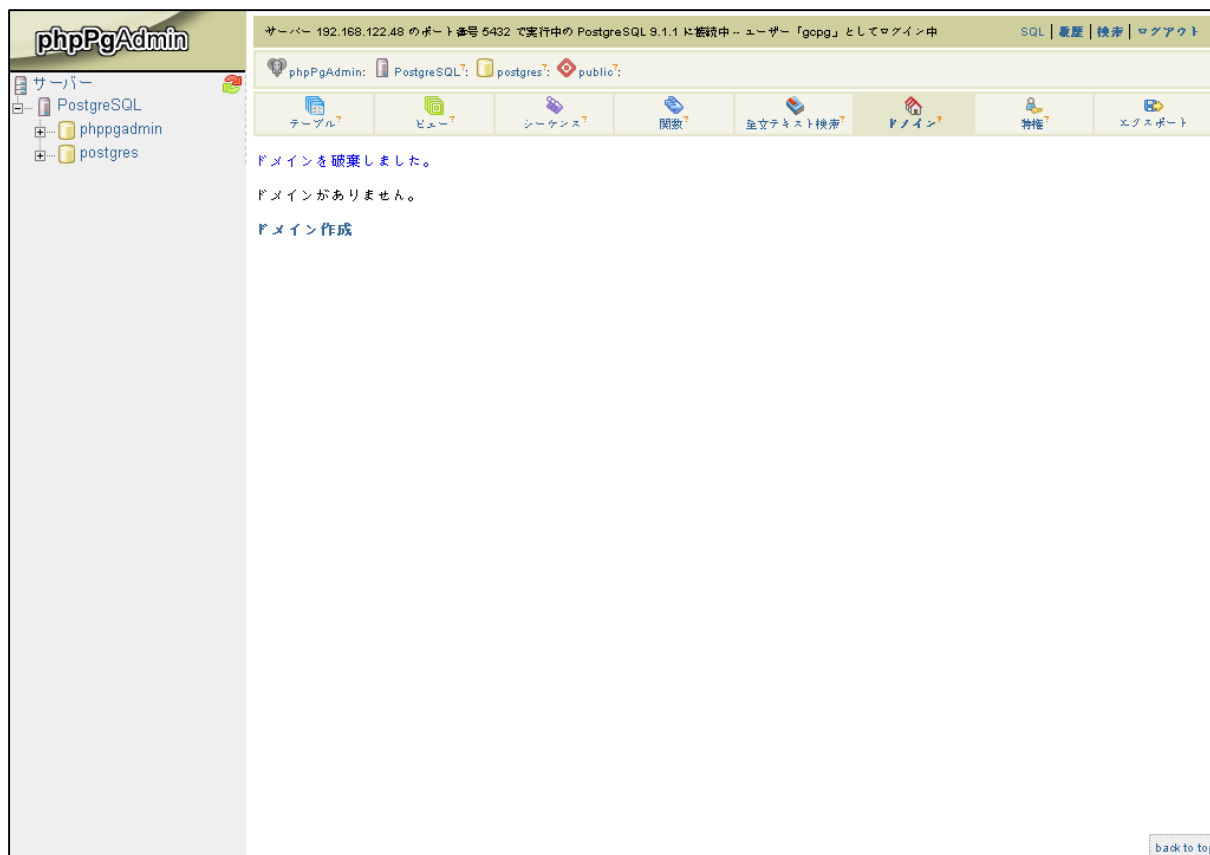 phpPgAdmin
サーバー
PostgreSQL
phppgadmin
postgres
サーバー 192.168.122.48 のポート番号 5432 で実行中の PostgreSQL 9.1.1 に接続中 -- ユーザー「gcpg」としてログイン中
SQL | 履歴 | 検索 | ログアウト
phpPgAdmin: PostgreSQL?: postgres?: public?:
テーブル? ビュー? シーケンス? 関数? 全文テキスト検索? ドメイン? 特権? エクスポート
ドメインを破棄しました。
ドメインがありません。
ドメイン作成
back to top